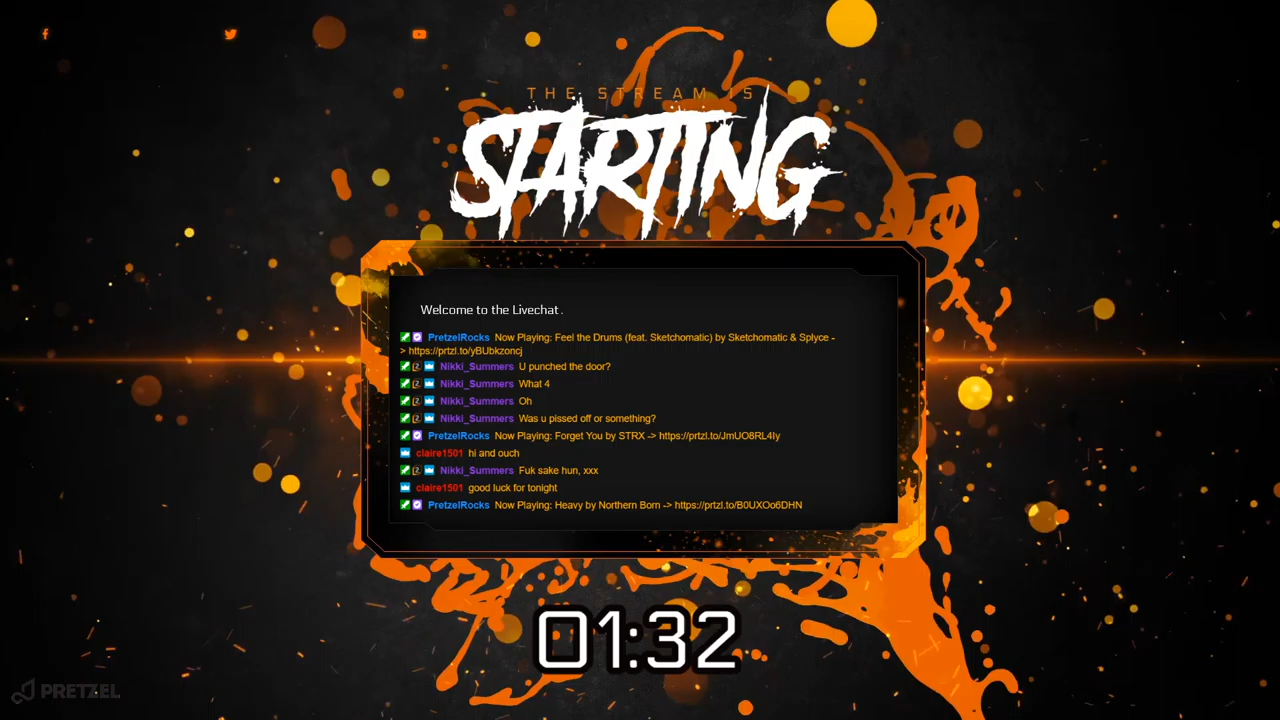 THE STREAM IS
STARTING
Welcome to the Livechat.
PretzelRocks Now Playing: Feel the Drums (feat. Sketchomatic) by Sketchomatic & Splyce -
> https://prtzl.to/yBUbkzoncj
Nikki_Summers U punched the door?
Nikki_Summers What 4
Nikki_Summers Oh
Nikki_Summers Was u pissed off or something?
PretzelRocks Now Playing: Forget You by STRX -> https://prtzl.to/JmUO8RL4Iy
claire1501 hi and ouch
Nikki_Summers Fuk sake hun, xxx
claire1501 good luck for tonight
PretzelRocks Now Playing: Heavy by Northern Born -> https://prtzl.to/B0UXOo6DHN
01:32
PRETZEL